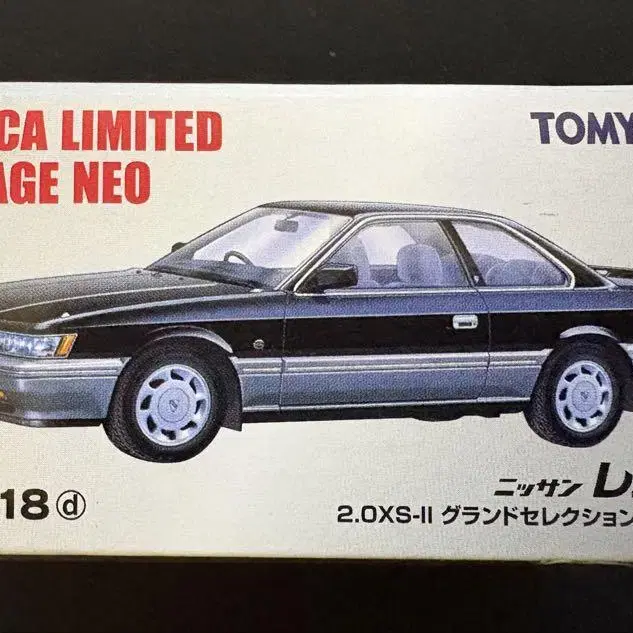 CA LIMITED
AGE NEO
TOMY
18 ⓓ
ニッサン レ
2.0XS-II グランドセレクション